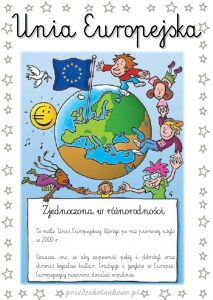 Unia Europejska
Zjednoczona w różnorodności
To motto Unii Europejskiej, którego po raz pierwszy użyto
w 2000 r.
Oznacza ono, że aby zapewnić pokój i dobrobyt oraz
chronić bogactwo kultur, tradycji i języków w Europie
Europejczycy powinni działać wspólnie.
przedszkolankowo.pl